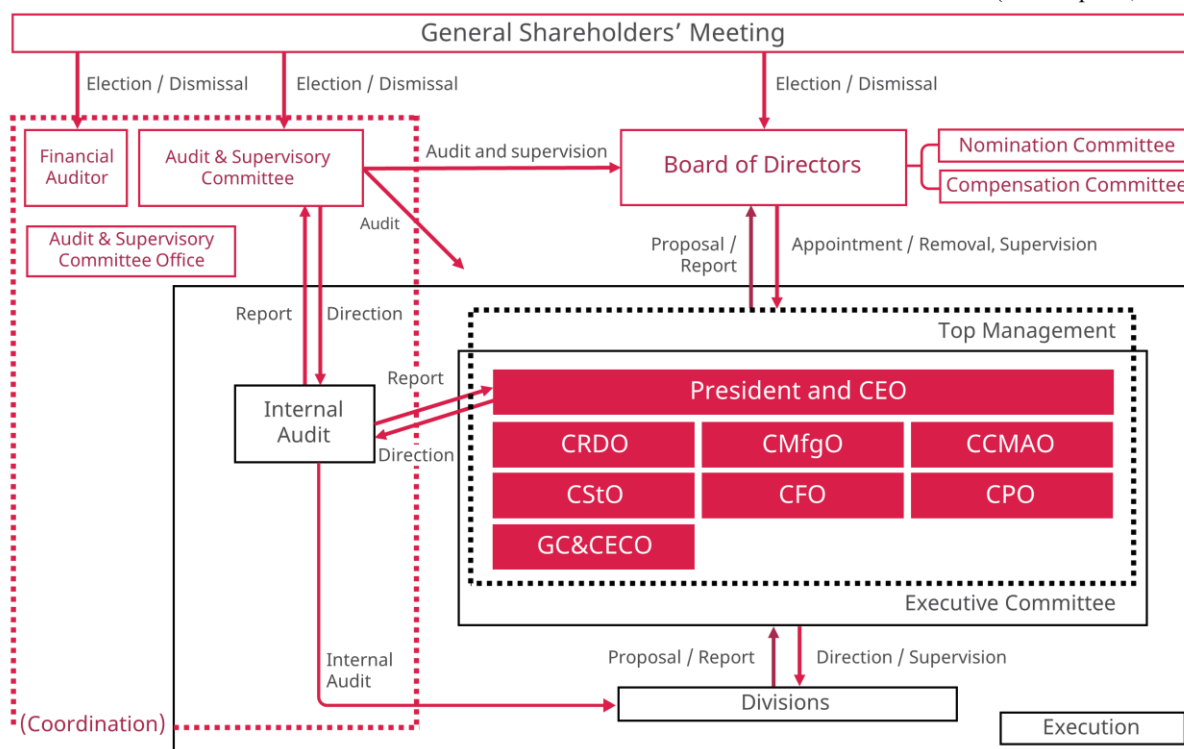 General Shareholders’ Meeting
Election / Dismissal
Election / Dismissal
Election / Dismissal
Financial
Auditor
Audit & Supervisory
Committee
Audit and supervision
Board of Directors
Nomination Committee
Compensation Committee
Audit & Supervisory
Committee Office
Audit
Proposal /
Report
Appointment / Removal, Supervision
Report
Direction
Top Management
Internal
Audit
Report
Direction
President and CEO
CRDO
CMfgO
CCMAO
CStO
CFO
CPO
GC&CECO
Executive Committee
Internal
Audit
Proposal / Report
Direction / Supervision
Divisions
(Coordination)
Execution